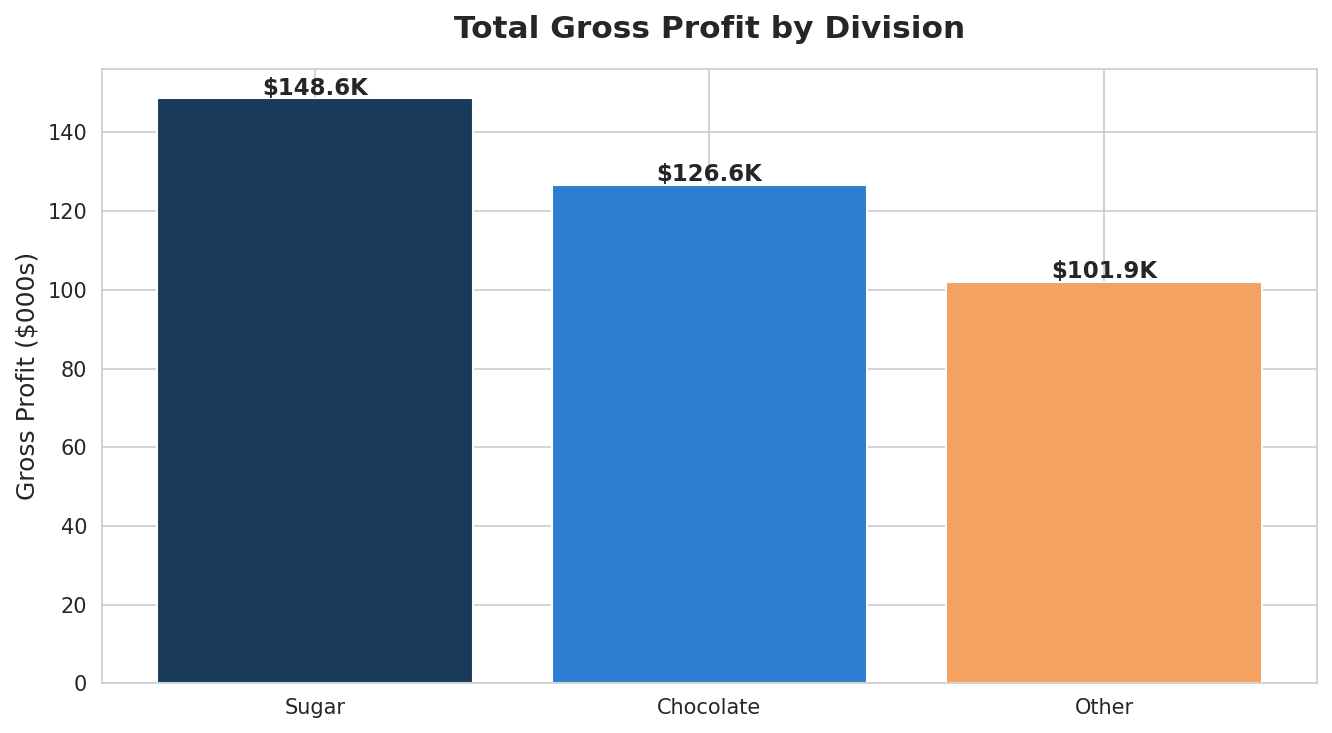 Total Gross Profit by Division
Gross Profit ($000s)
140
120
100
80
60
40
20
0
$148.6K
$126.6K
$101.9K
Sugar
Chocolate
Other